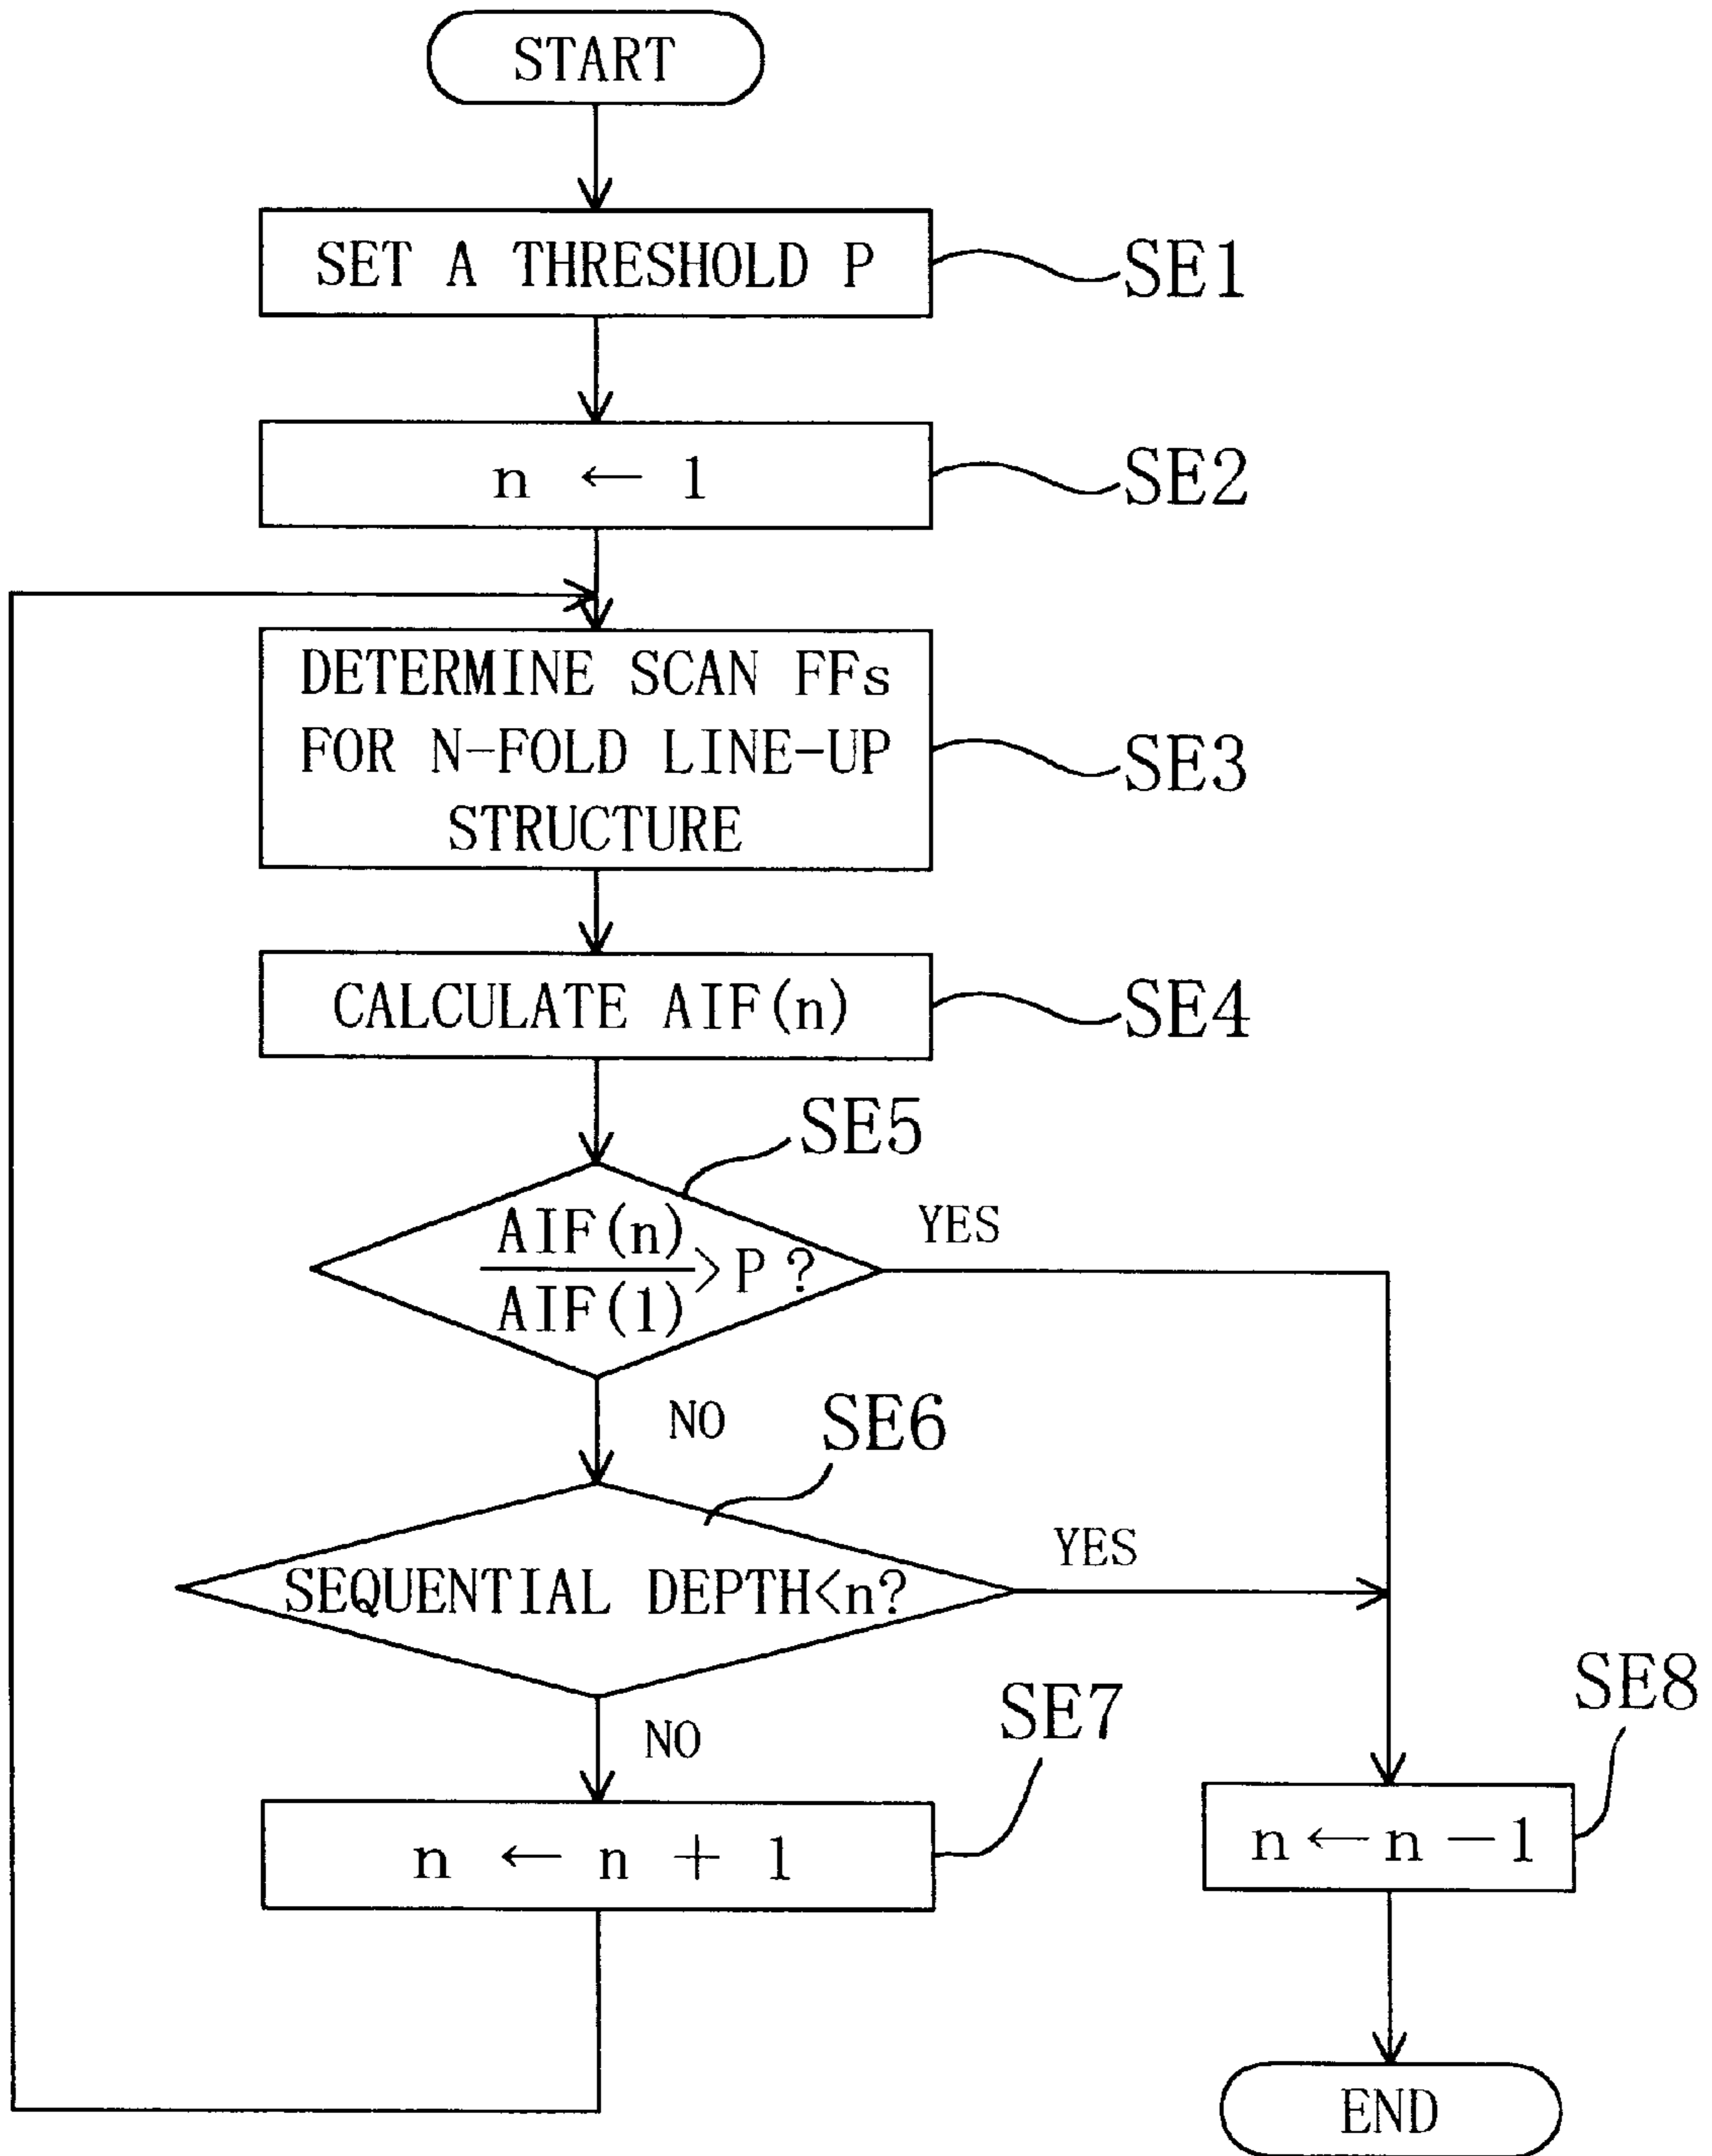 START
SET A THRESHOLD P
SE1
n ← 1
SE2
DETERMINE SCAN FFs
FOR N-FOLD LINE-UP
STRUCTURE
SE3
CALCULATE AIF(n)
SE4
SE5
AIF(n)
AIF(1)
>P?
YES
NO
SE6
SEQUENTIAL DEPTH<n?
YES
NO
SE7
n ← n + 1
SE8
n ← n - 1
END